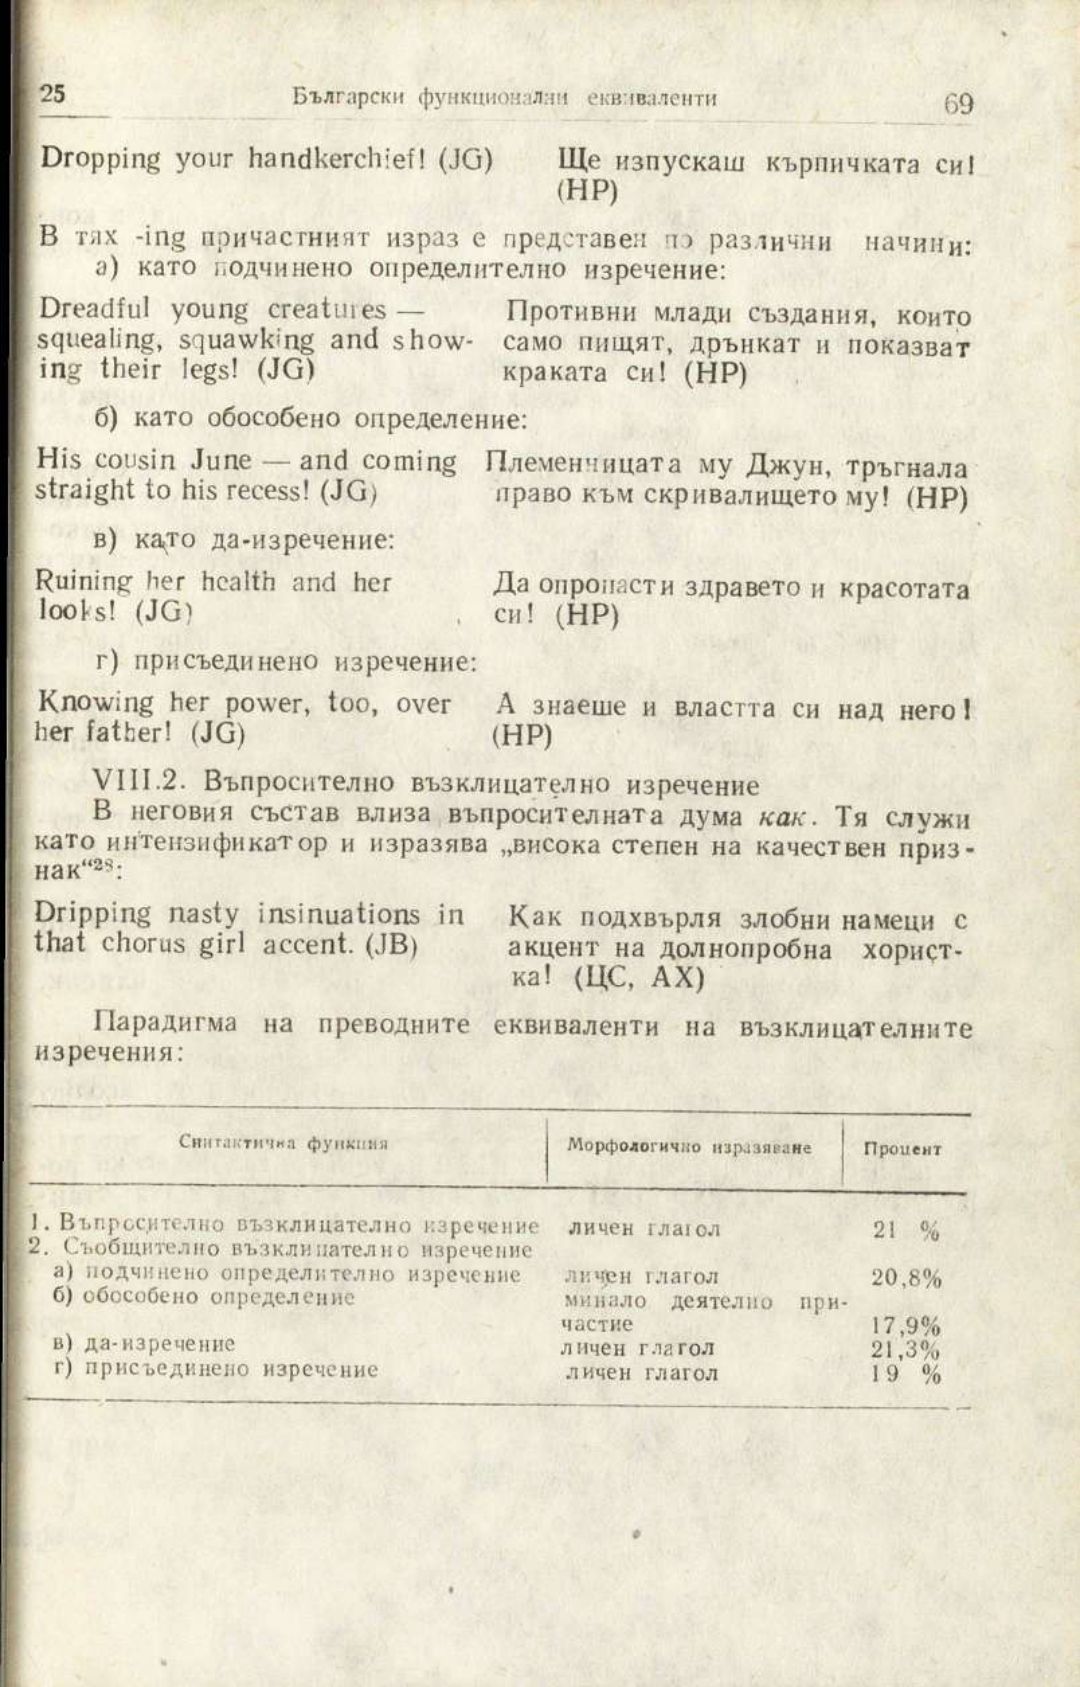 25 Български функционални еквиваленти 69
Dropping your handkerchief! (JG) Ще изпускаш кърпичката си!
(НР)
В тях -ing причастният израз е представен по различни начини:
а) като подчинено определително изречение:
Dreadful young creatures — Противни млади създания, които
squealing, squawking and show- само пищят, дрънкат и показват
ing their legs! (JG) краката си! (НР)
б) като обособено определение:
His cousin June — and coming Племенницата му Джун, тръгнала
straight to his recess! (JG) право към скривалището му! (НР)
в) като да-изречение:
Ruining her health and her Да опропасти здравето и красотата
looks! (JG) си! (НР)
г) присъединено изречение:
Knowing her power, too, over А знаеше и властта си над него!
her father! (JG) (НР)
VIII.2. Въпросително възклицателно изречение
В неговия състав влиза въпросителната дума как. Тя служи
като интензификатор и изразява „висока степен на качествен приз-
нак“²⁸:
Dripping nasty insinuations in Как подхвърля злобни намеци с
that chorus girl accent. (JB) акцент на долнопробна хорист-
ка! (ЦС, АХ)
Парадигма на преводните еквиваленти на възклицателните
изречения:
Синтактична функция Морфологично изразяване Процент
1. Въпросително възклицателно изречение личен глагол 21 %
2. Съобщително възклицателно изречение
а) подчинено определително изречение личен глагол 20,8%
б) обособено определение минало деятелно при-
частие 17,9%
в) да-изречение личен глагол 21,3%
г) присъединено изречение личен глагол 19 %